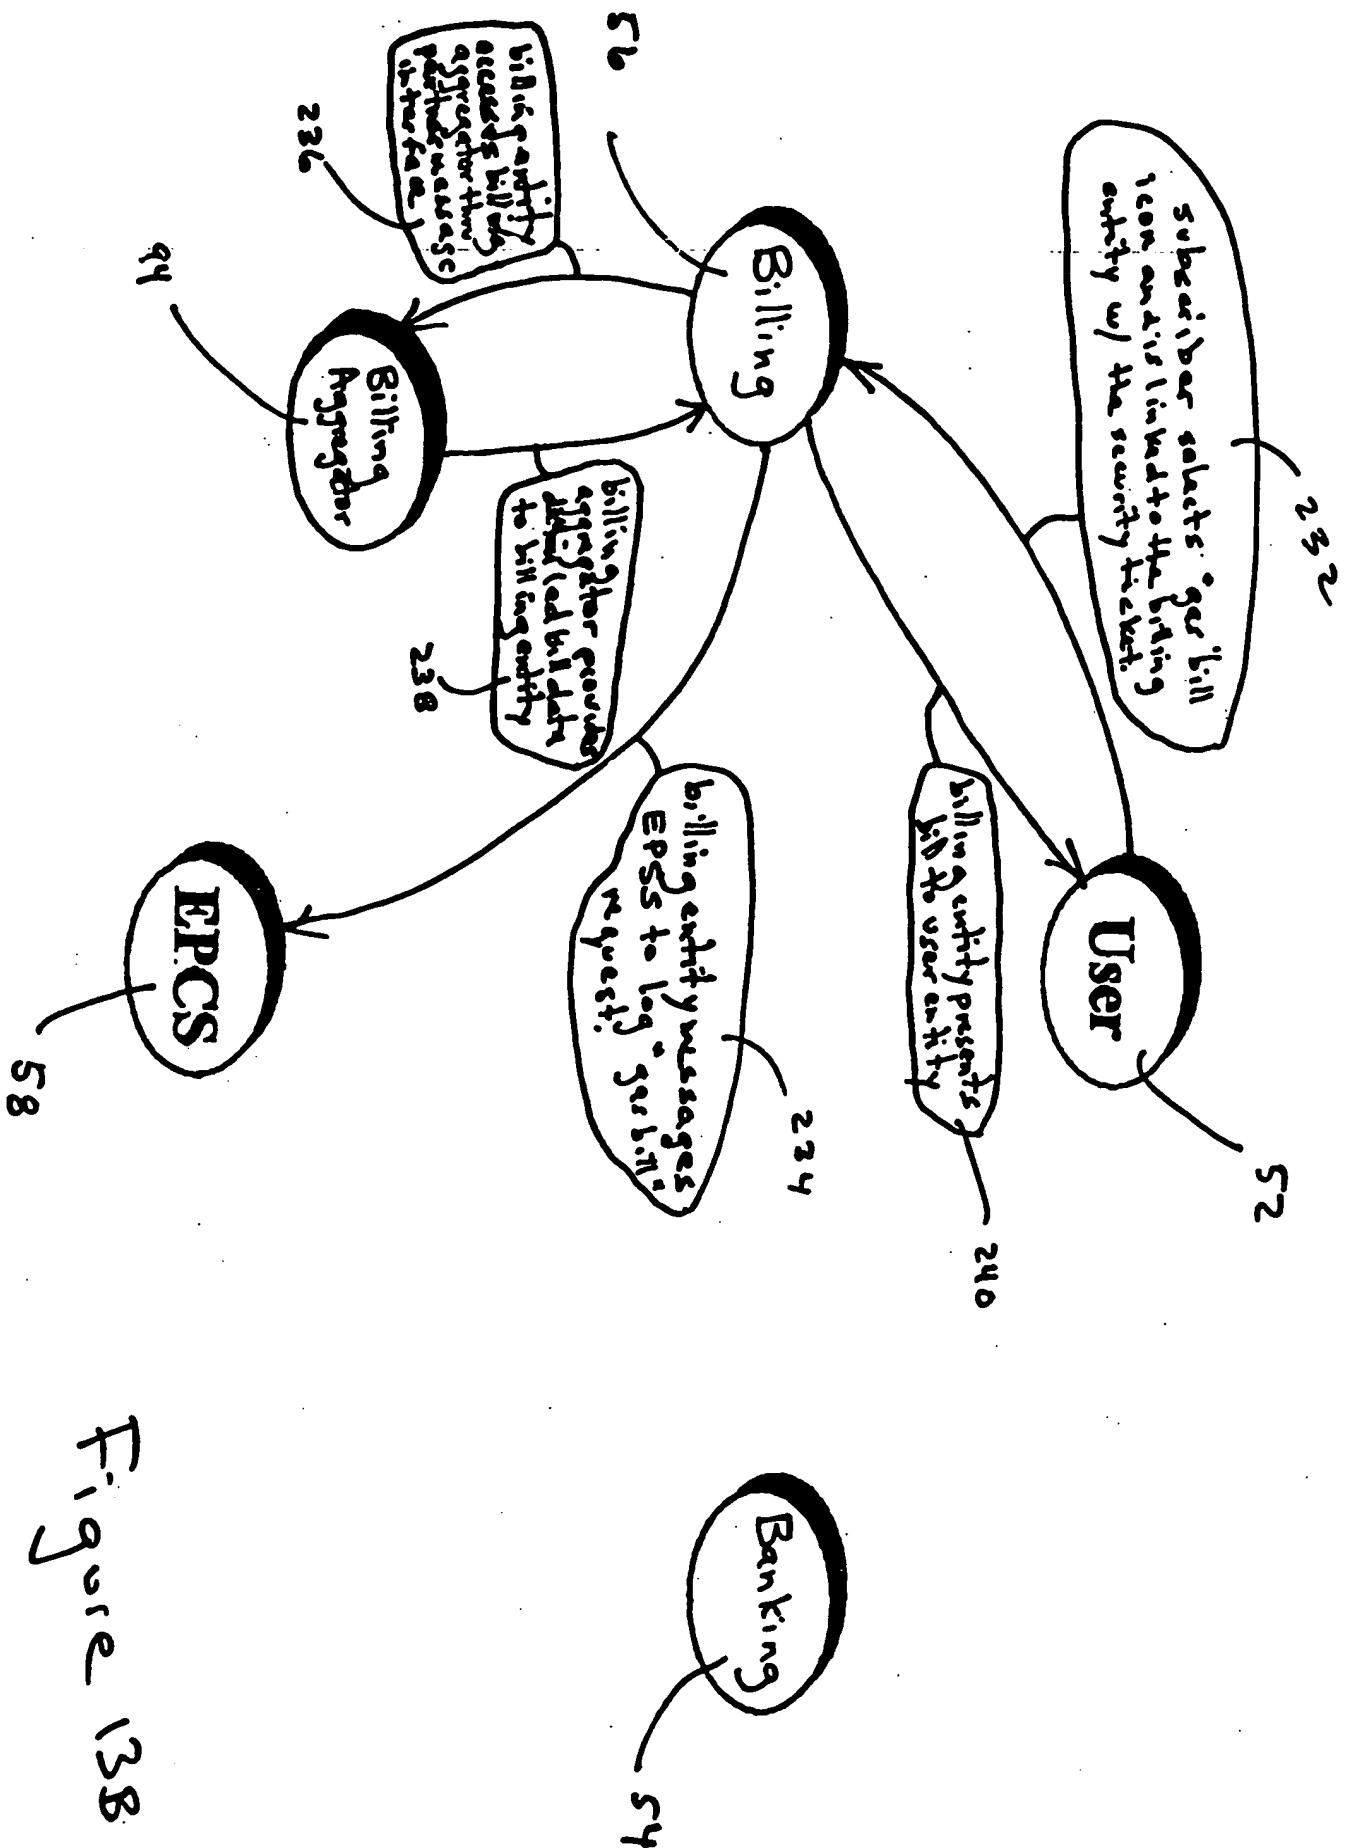 232
subscriber selects "gas" bill
icon and is linked to the billing
entity w/ the security ticket.
User
52
240
billing entity presents
bill to user entity
56
Billing
Banking
54
234
billing entity messages
EPSS to log "gas bill"
request.
billing entity
accesses billing
aggregator thru
partner message
interface
236
billing
aggregator provides
detailed bill data
to billing entity
238
94
Billing
Aggregator
EPCS
58
Figure 13B